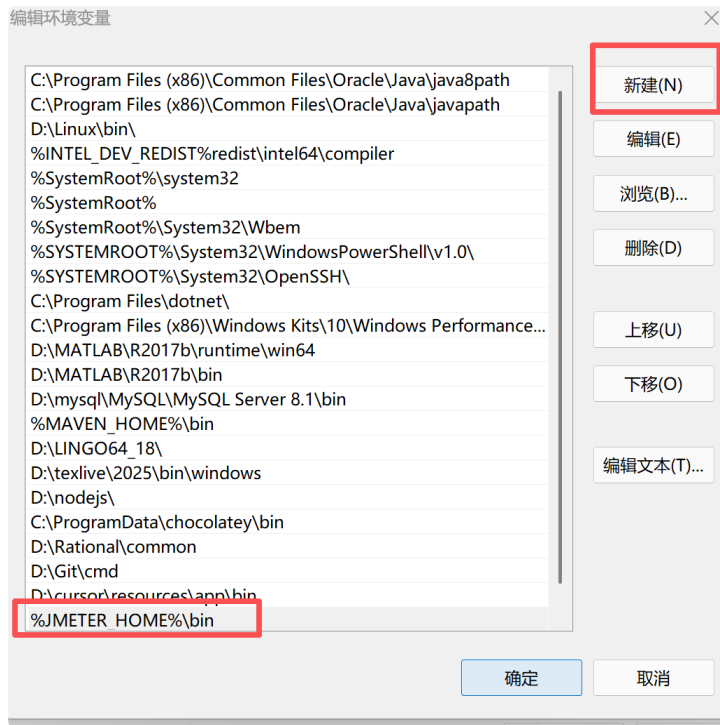 编辑环境变量
C:\Program Files (x86)\Common Files\Oracle\Java\java8path
C:\Program Files (x86)\Common Files\Oracle\Java\javapath
D:\Linux\bin\
%INTEL_DEV_REDIST%redist\intel64\compiler
%SystemRoot%\system32
%SystemRoot%
%SystemRoot%\System32\Wbem
%SYSTEMROOT%\System32\WindowsPowerShell\v1.0\
%SYSTEMROOT%\System32\OpenSSH\
C:\Program Files\dotnet\
C:\Program Files (x86)\Windows Kits\10\Windows Performance...
D:\MATLAB\R2017b\runtime\win64
D:\MATLAB\R2017b\bin
D:\mysql\MySQL\MySQL Server 8.1\bin
%MAVEN_HOME%\bin
D:\LINGO64_18\
D:\texlive\2025\bin\windows
D:\nodejs\
C:\ProgramData\chocolatey\bin
D:\Rational\common
D:\Git\cmd
D:\cursor\resources\app\bin
%JMETER_HOME%\bin
新建(N)
编辑(E)
浏览(B)...
删除(D)
上移(U)
下移(O)
编辑文本(T)...
确定
取消